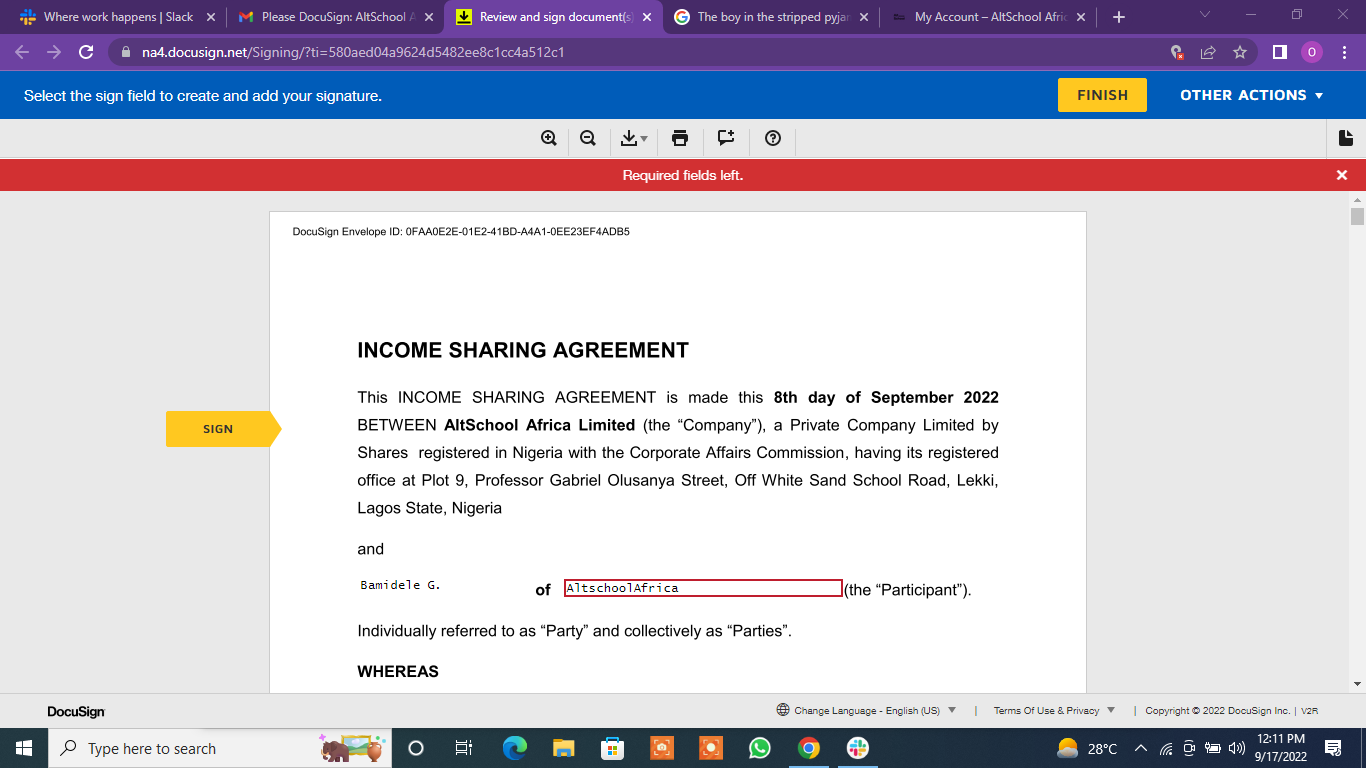 Where work happens | Slack
Please DocuSign: AltSchool A
Review and sign document(s)
The boy in the stripped pyja
My Account – AltSchool Afric
na4.docusign.net/Signing/?ti=580aed04a9624d5482ee8c1cc4a512c1
O
Select the sign field to create and add your signature.
FINISH
OTHER ACTIONS
Required fields left.
DocuSign Envelope ID: 0FAA0E2E-01E2-41BD-A4A1-0EE23EF4ADB5
INCOME SHARING AGREEMENT
This INCOME SHARING AGREEMENT is made this 8th day of September 2022
SIGN
BETWEEN AltSchool Africa Limited (the “Company”), a Private Company Limited by
Shares registered in Nigeria with the Corporate Affairs Commission, having its registered
office at Plot 9, Professor Gabriel Olusanya Street, Off White Sand School Road, Lekki,
Lagos State, Nigeria
and
Bamidele G. of AltschoolAfrica (the “Participant”).
Individually referred to as “Party” and collectively as “Parties”.
WHEREAS
DocuSign
Change Language - English (US) | Terms Of Use & Privacy | Copyright © 2022 DocuSign Inc. | V2R
Type here to search
28°C
12:11 PM
9/17/2022